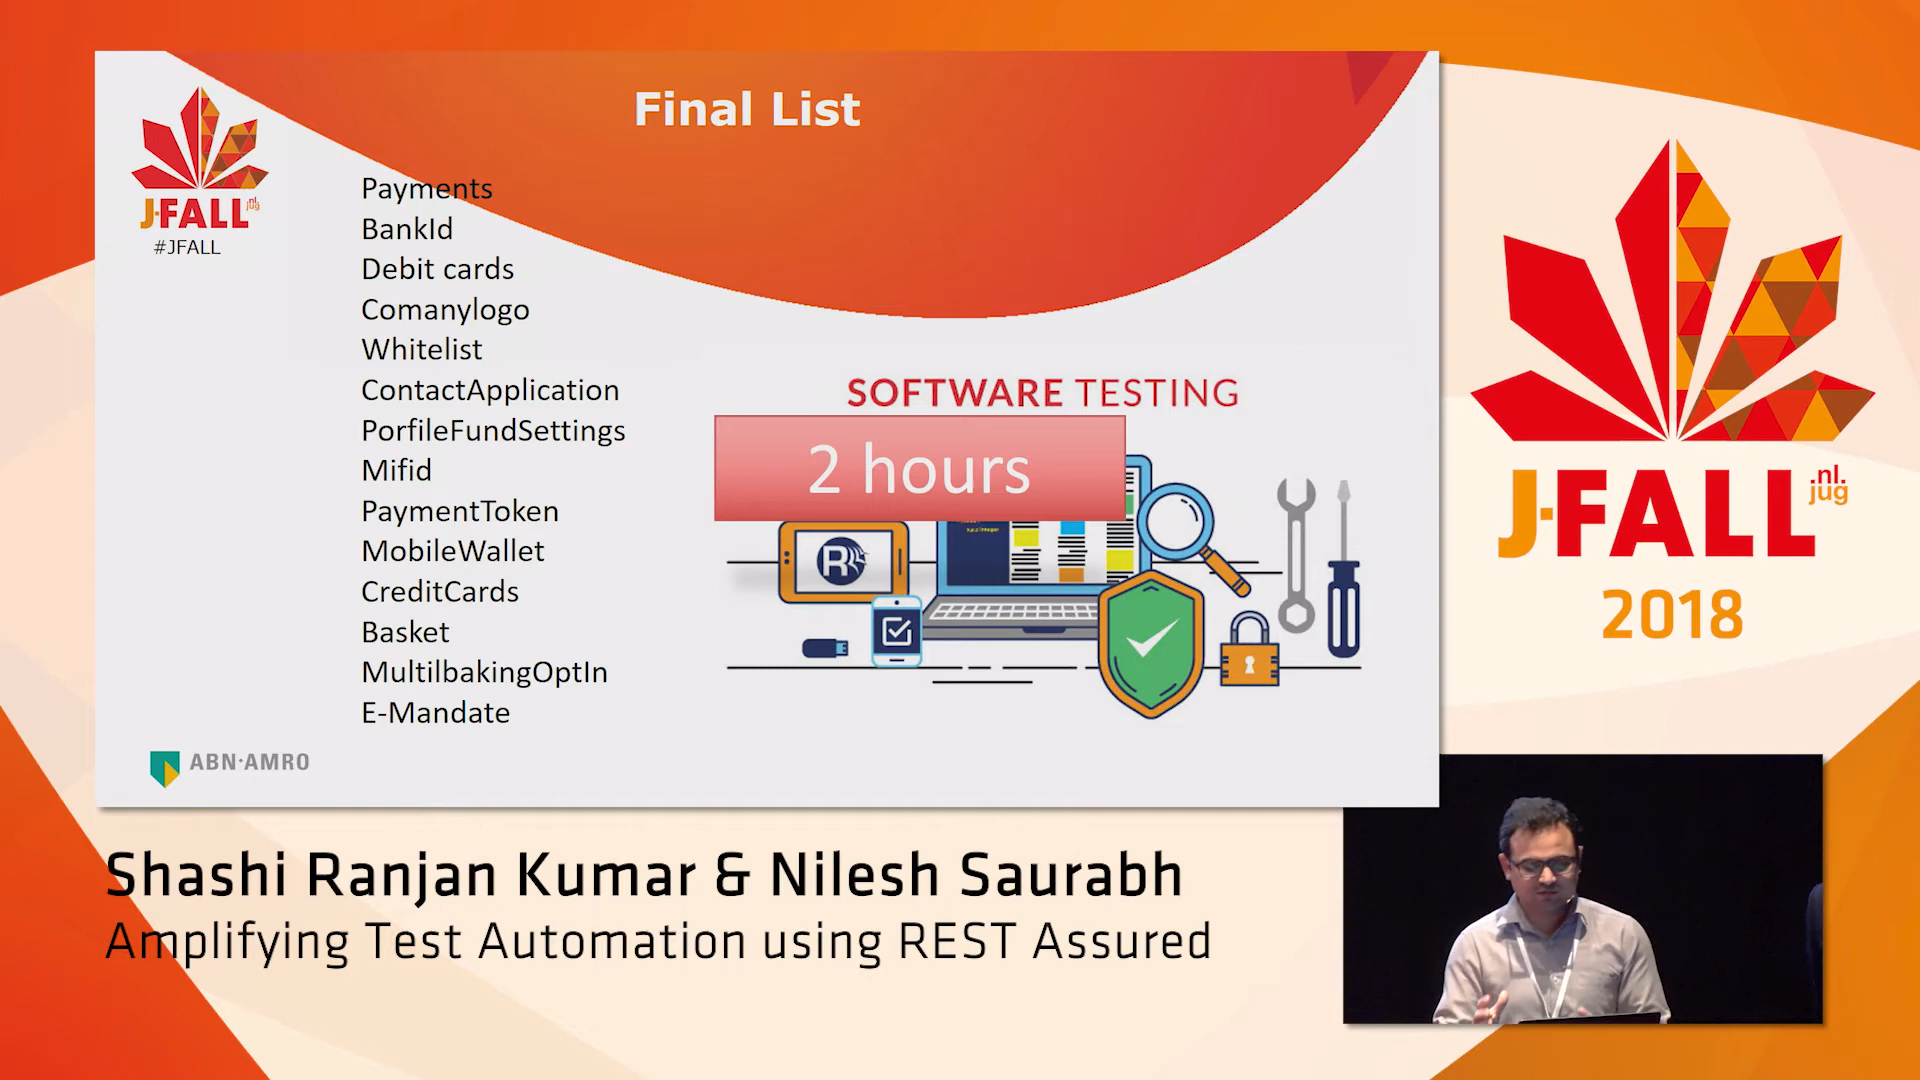 Final List
J-FALL
nl.
jug
#JFALL
Payments
BankId
Debit cards
Comanylogo
Whitelist
ContactApplication
PorfileFundSettings
Mifid
PaymentToken
MobileWallet
CreditCards
Basket
MultilbakingOptIn
E-Mandate
SOFTWARE TESTING
2 hours
R
ABN·AMRO
J·FALL
.nl.
jug
2018
Shashi Ranjan Kumar & Nilesh Saurabh
Amplifying Test Automation using REST Assured